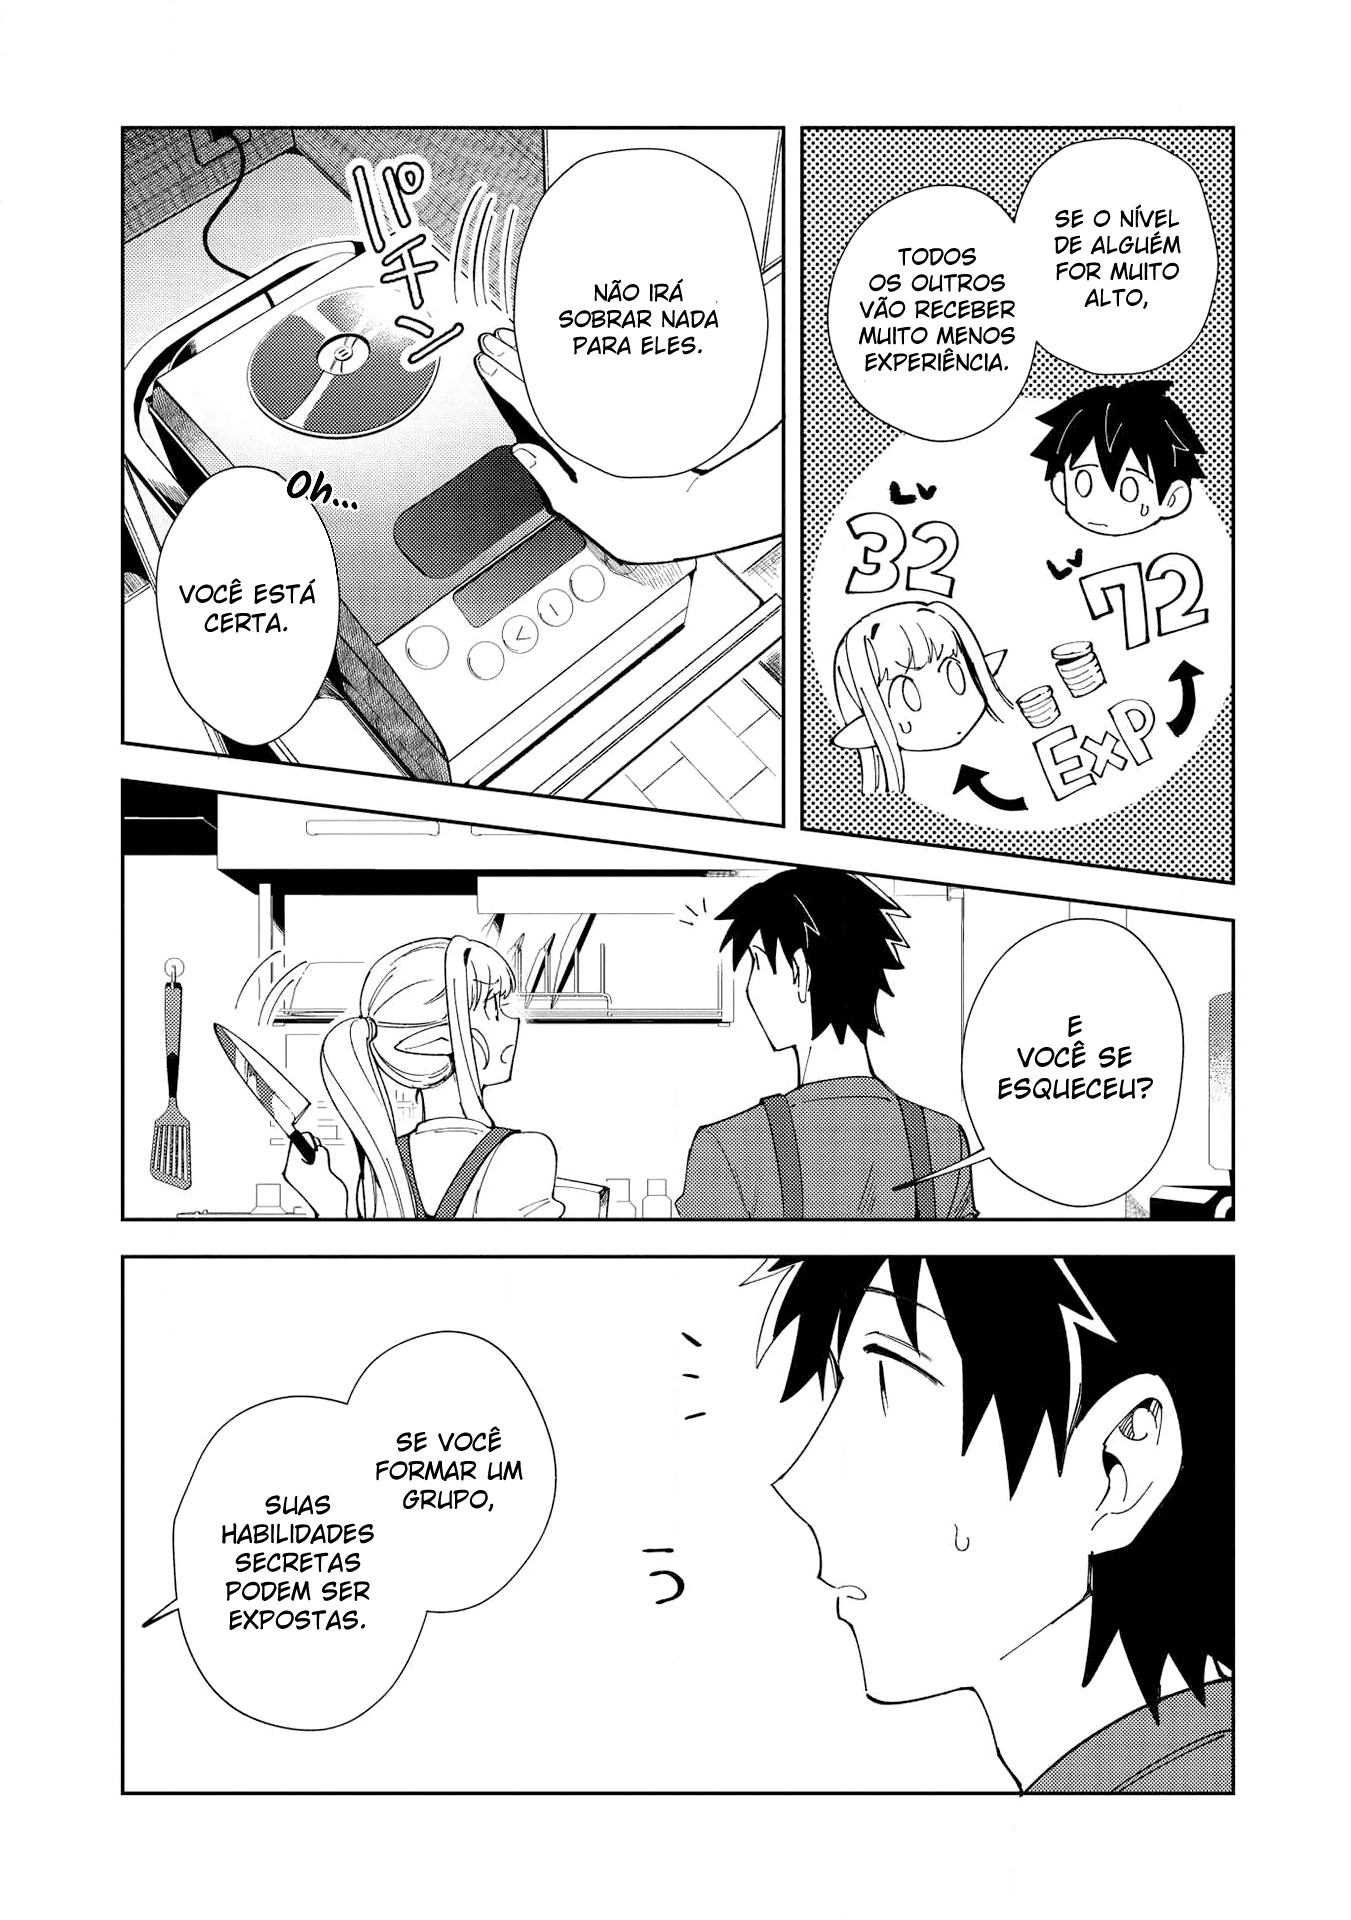 SE O NÍVEL
DE ALGUÉM
FOR MUITO
ALTO,
TODOS
OS OUTROS
VÃO RECEBER
MUITO MENOS
EXPERIÊNCIA.
Lv
32
Lv
72
EXP
NÃO IRÁ
SOBRAR NADA
PARA ELES.
パチン
Oh...
VOCÊ ESTÁ
CERTA.
E
VOCÊ SE
ESQUECEU?
SE VOCÊ
FORMAR UM
GRUPO,
SUAS
HABILIDADES
SECRETAS
PODEM SER
EXPOSTAS.
うっ